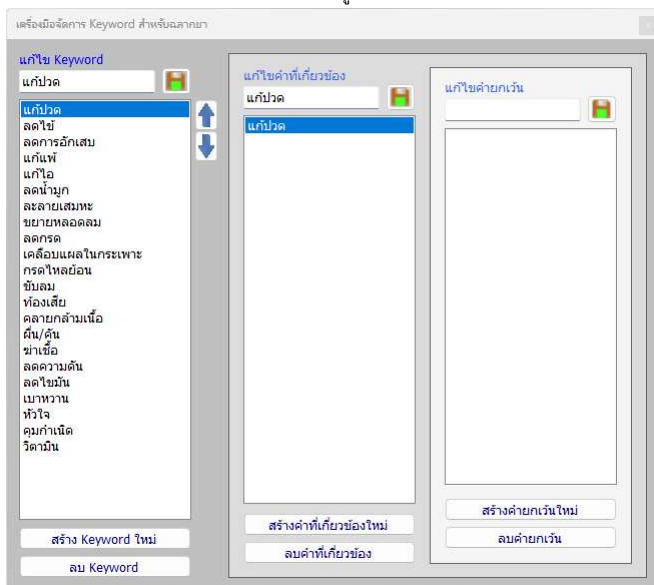 เครื่องมือจัดการ Keyword สำหรับฉลากยา
แก้ไข Keyword
แก้ปวด
แก้ปวด
ลดไข้
ลดการอักเสบ
แก้แพ้
แก้ไอ
ลดน้ำมูก
ละลายเสมหะ
ขยายหลอดลม
ลดกรด
เคลือบแผลในกระเพาะ
กรดไหลย้อน
ขับลม
ท้องเสีย
คลายกล้ามเนื้อ
ผื่น/คัน
ฆ่าเชื้อ
ลดความดัน
ลดไขมัน
เบาหวาน
หัวใจ
คุมกำเนิด
วิตามิน
สร้าง Keyword ใหม่
ลบ Keyword
แก้ไขคำที่เกี่ยวข้อง
แก้ปวด
แก้ปวด
สร้างคำที่เกี่ยวข้องใหม่
ลบคำที่เกี่ยวข้อง
แก้ไขคำยกเว้น
สร้างคำยกเว้นใหม่
ลบคำยกเว้น